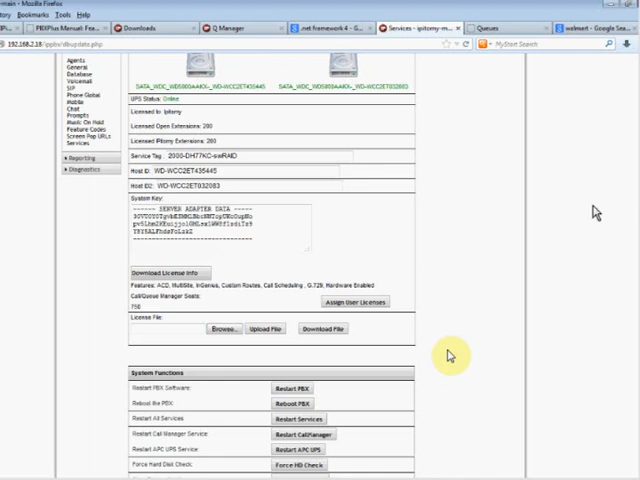 -main - Mozilla Firefox
istory Bookmarks Tools Help
PBXPlus Manual: Feature...
Downloads
Q Manager
.net framework 4 - G...
Services - ipitomy-m...
Queues
walmart - Google Sea...
192.168.2.18/ippbx/dbupdate.php
MyStart Search
Agents
General
Database
Voicemail
SIP
Phone Global
Mobile
Chat
Prompts
Music On Hold
Feature Codes
Screen Pop URLs
Services
Reporting
Diagnostics
UPS Status: Online
Licensed to: Ipitomy
Licensed Open Extensions: 200
Licensed IPitomy Extensions: 200
Service Tag : 2000-DH77KC-swRAID
Host ID: WD-WCC2ET435445
Host ID2: WD-WCC2ET032083
System Key:
------ SERVER ADAPTER DATA -----
Download License Info
Features: ACD, MultiSite, InGenius, Custom Routes, Call Scheduling , G.729, Hardware Enabled
Call/Queue Manager Seats:
750
Assign User Licenses
License File:
Browse... Upload File Download File
System Functions
Restart PBX Software: Restart PBX
Reboot the PBX: Reboot PBX
Restart All Services Restart Services
Restart Call Manager Service: Restart CallManager
Restart APC UPS Service: Restart APC UPS
Force Hard Disk Check: Force HD Check